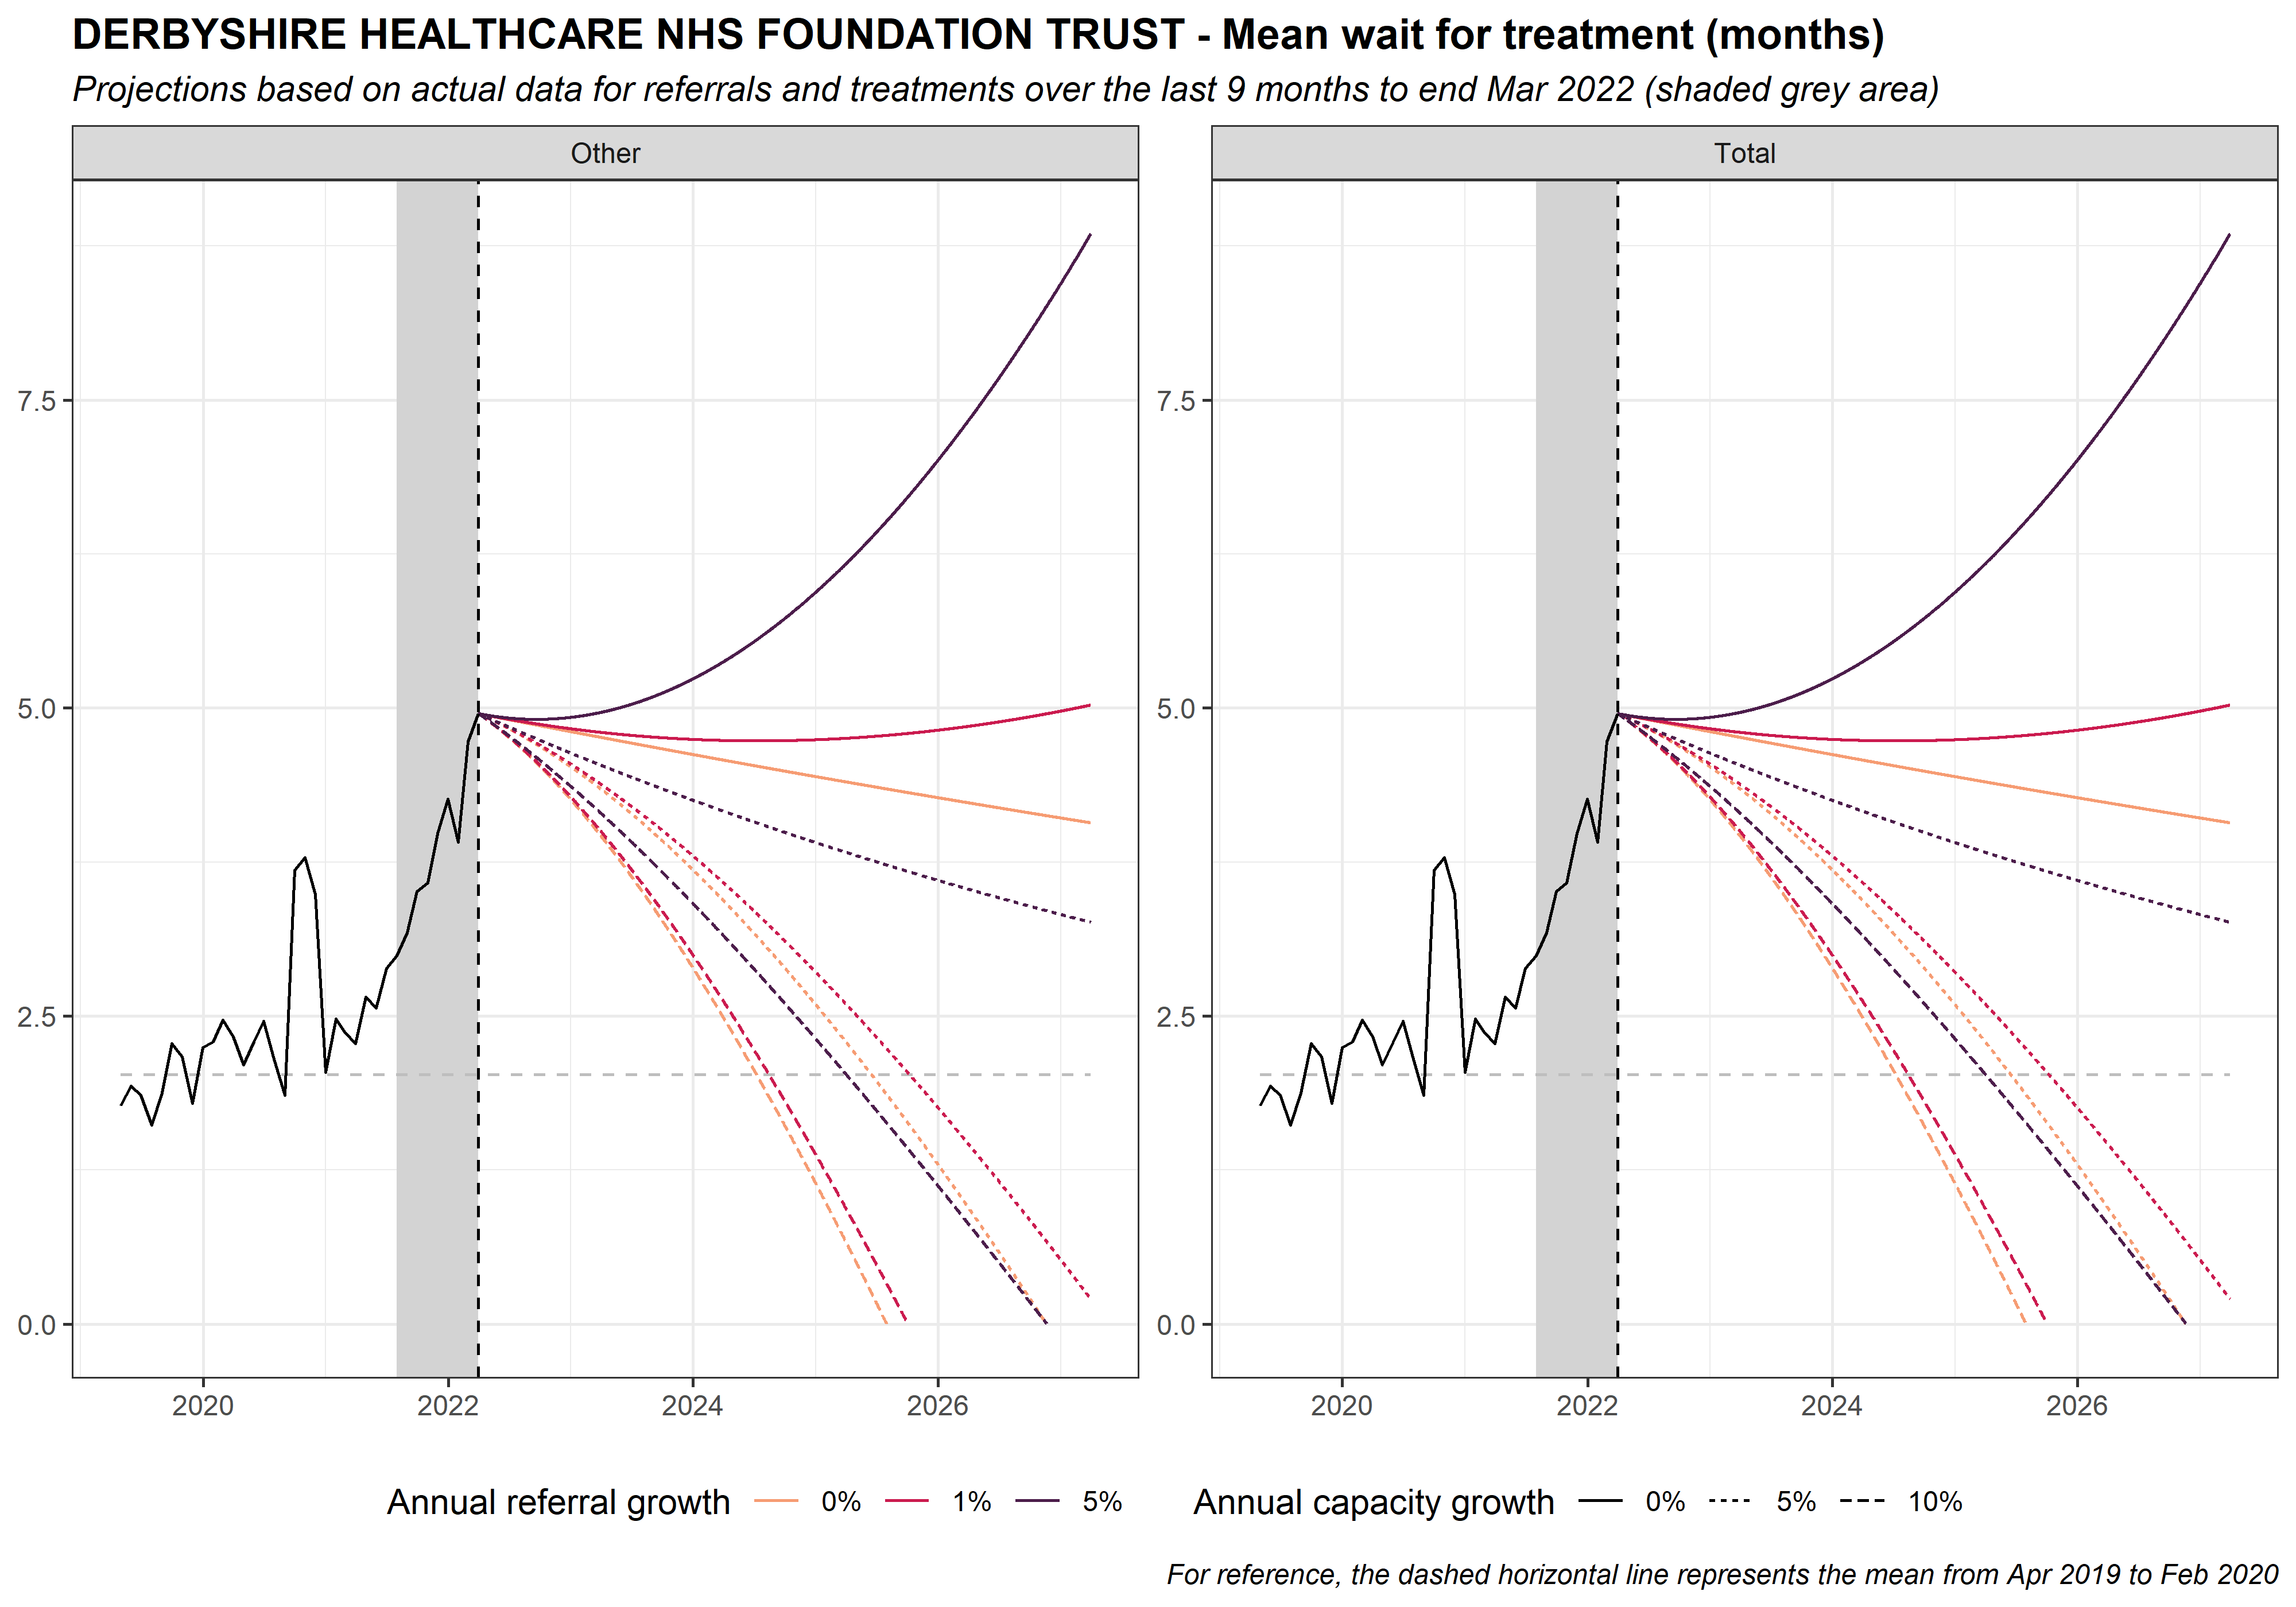 DERBYSHIRE HEALTHCARE NHS FOUNDATION TRUST - Mean wait for treatment (months)
Projections based on actual data for referrals and treatments over the last 9 months to end Mar 2022 (shaded grey area)
Other
Total
7.5
5.0
2.5
0.0
7.5
5.0
2.5
0.0
2020 2022 2024 2026
2020 2022 2024 2026
Annual referral growth 0% 1% 5%
Annual capacity growth 0% 5% 10%
For reference, the dashed horizontal line represents the mean from Apr 2019 to Feb 2020